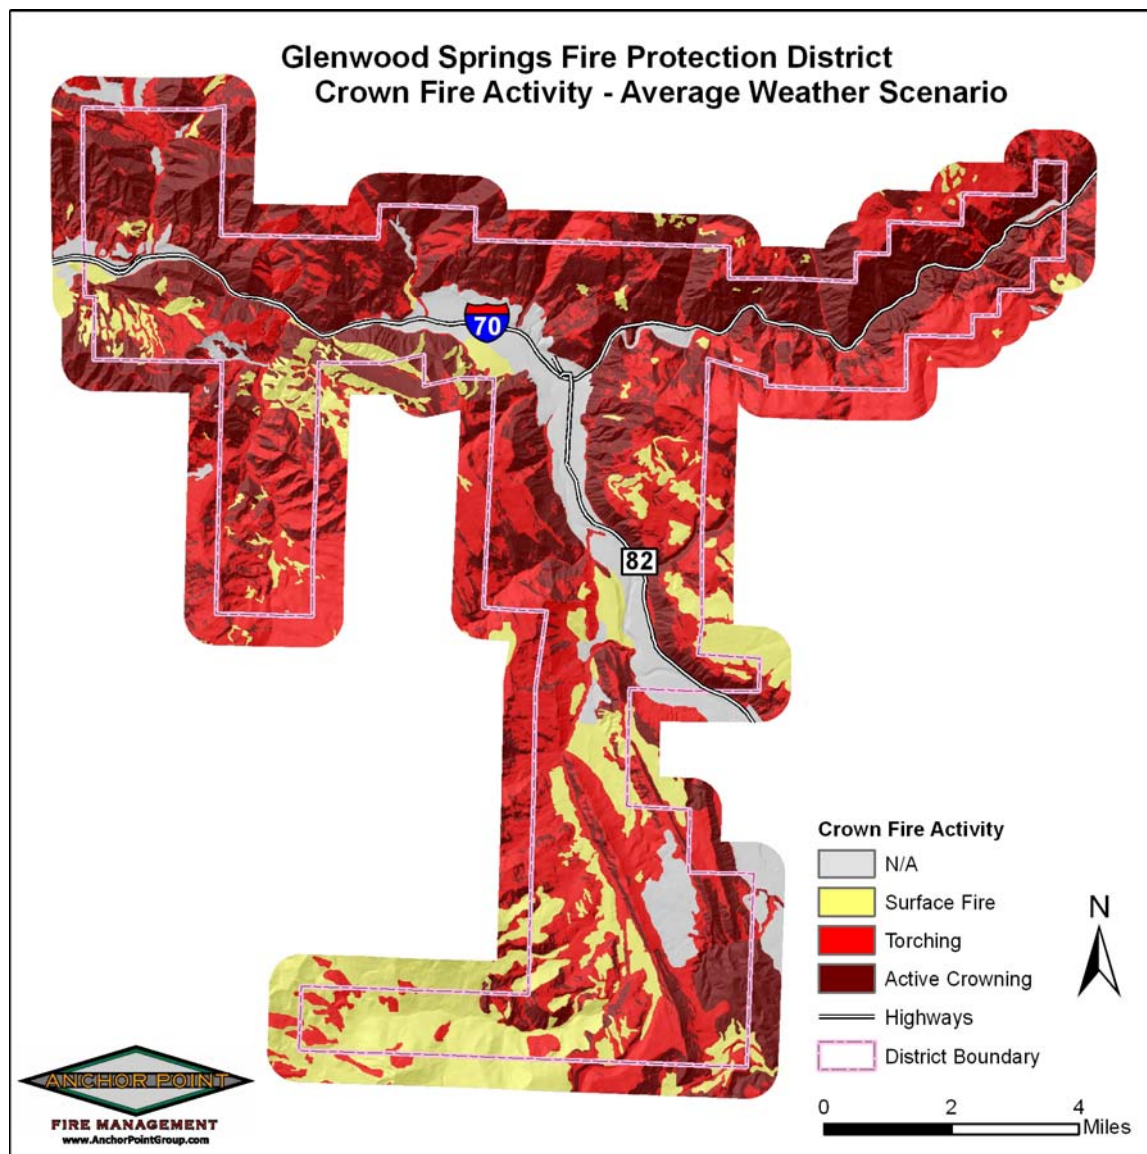 Glenwood Springs Fire Protection District
Crown Fire Activity - Average Weather Scenario
70
82
Crown Fire Activity
N/A
Surface Fire
Torching
Active Crowning
Highways
District Boundary
N
0 2 4
Miles
ANCHOR POINT
FIRE MANAGEMENT
www.AnchorPointGroup.com